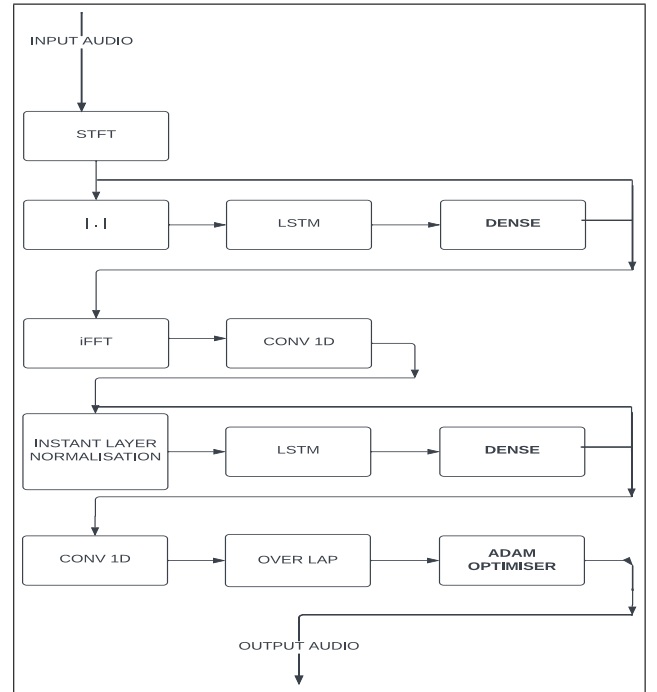 INPUT AUDIO
STFT
|.|
LSTM
DENSE
iFFT
CONV 1D
INSTANT LAYER
NORMALISATION
LSTM
DENSE
CONV 1D
OVER LAP
ADAM
OPTIMISER
OUTPUT AUDIO